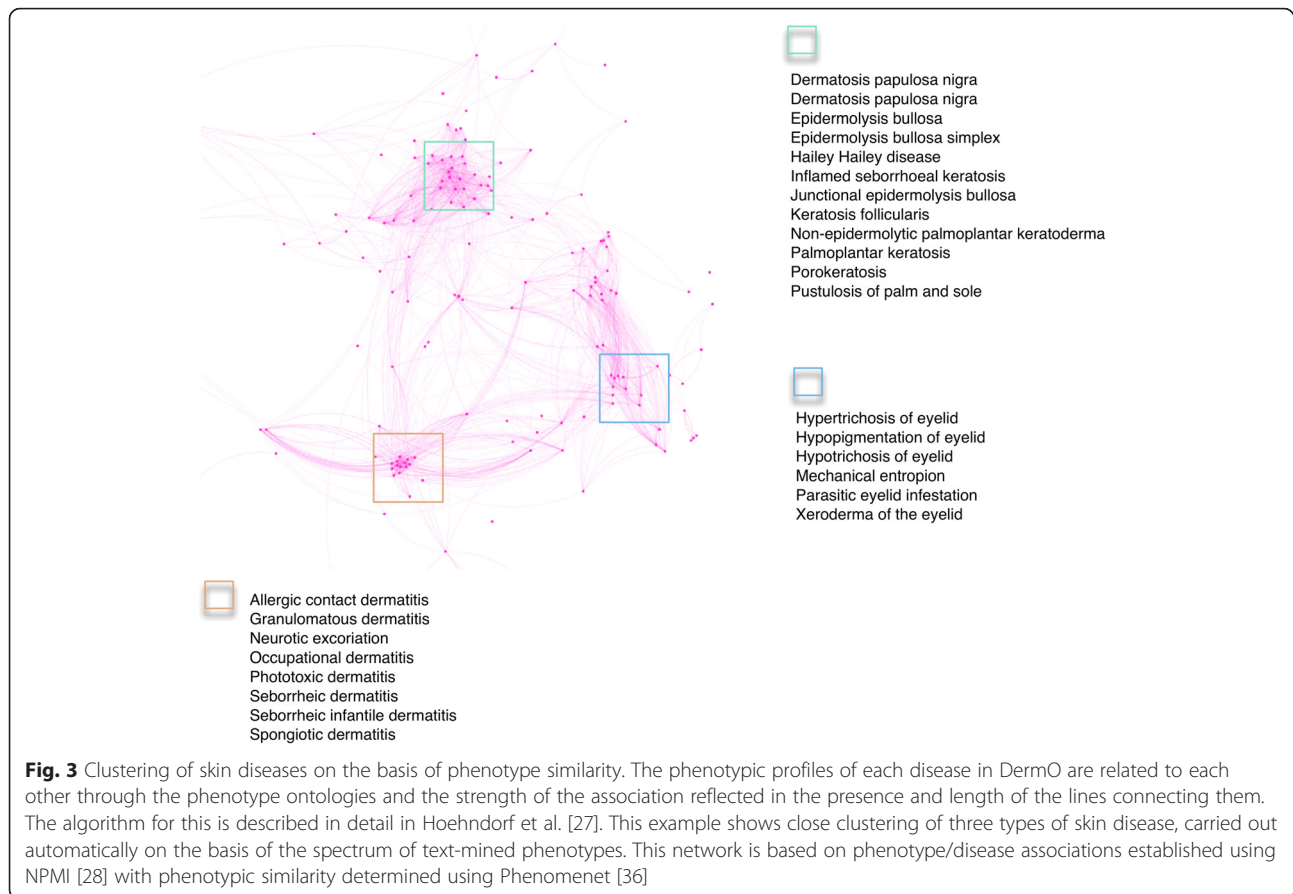 Dermatosis papulosa nigra
Dermatosis papulosa nigra
Epidermolysis bullosa
Epidermolysis bullosa simplex
Hailey Hailey disease
Inflamed seborrhoeal keratosis
Junctional epidermolysis bullosa
Keratosis follicularis
Non-epidermolytic palmoplantar keratoderma
Palmoplantar keratosis
Porokeratosis
Pustulosis of palm and sole
Hypertrichosis of eyelid
Hypopigmentation of eyelid
Hypotrichosis of eyelid
Mechanical entropion
Parasitic eyelid infestation
Xeroderma of the eyelid
Allergic contact dermatitis
Granulomatous dermatitis
Neurotic excoriation
Occupational dermatitis
Phototoxic dermatitis
Seborrheic dermatitis
Seborrheic infantile dermatitis
Spongiotic dermatitis
Fig. 3 Clustering of skin diseases on the basis of phenotype similarity. The phenotypic profiles of each disease in DermO are related to each
other through the phenotype ontologies and the strength of the association reflected in the presence and length of the lines connecting them.
The algorithm for this is described in detail in Hoehndorf et al. [27]. This example shows close clustering of three types of skin disease, carried out
automatically on the basis of the spectrum of text-mined phenotypes. This network is based on phenotype/disease associations established using
NPMI [28] with phenotypic similarity determined using Phenomenet [36]